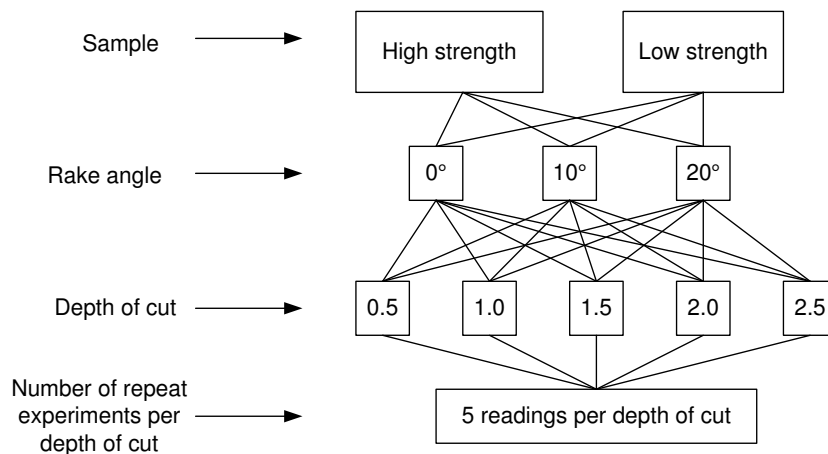 Sample
High strength
Low strength
Rake angle
0°
10°
20°
Depth of cut
0.5
1.0
1.5
2.0
2.5
Number of repeat
experiments per
depth of cut
5 readings per depth of cut